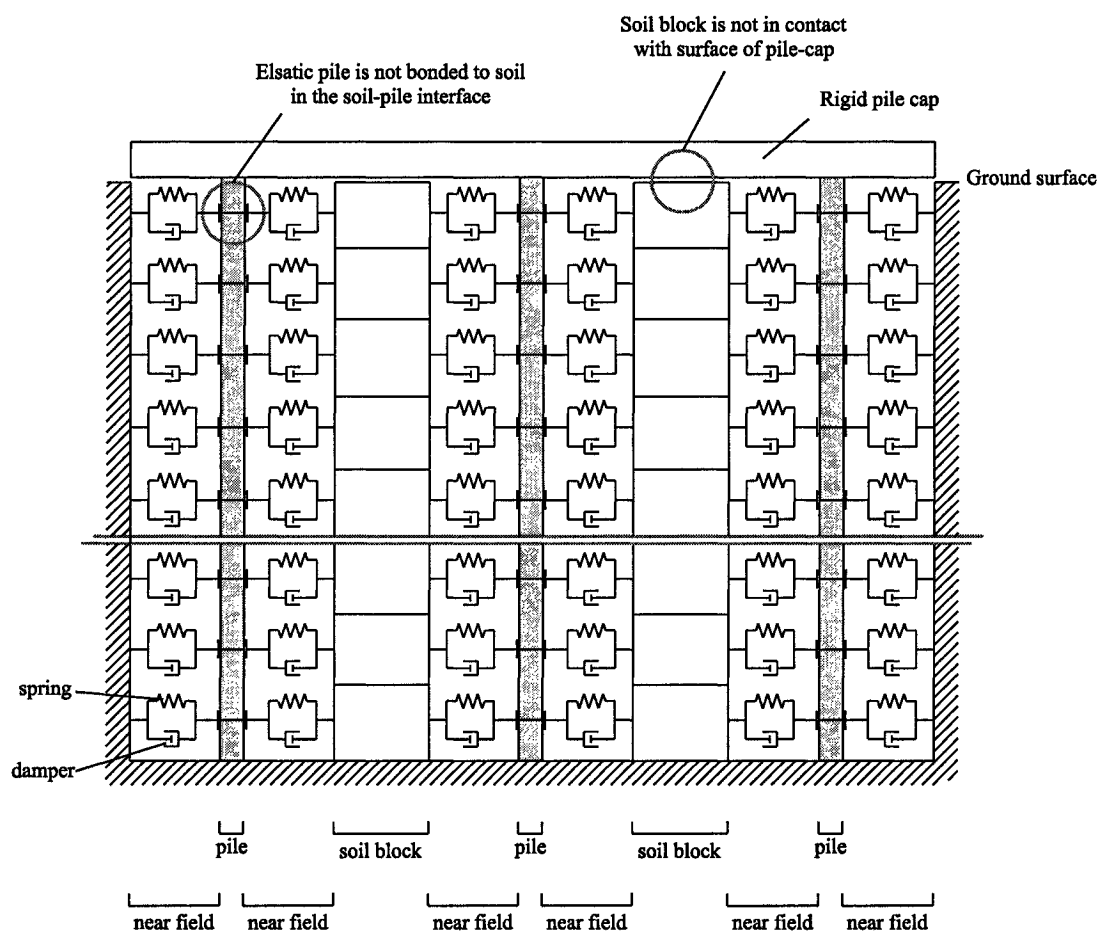 Soil block is not in contact
with surface of pile-cap
Elsatic pile is not bonded to soil
in the soil-pile interface
Rigid pile cap
Ground surface
spring
damper
pile
soil block
pile
soil block
pile
near field
near field
near field
near field
near field
near field